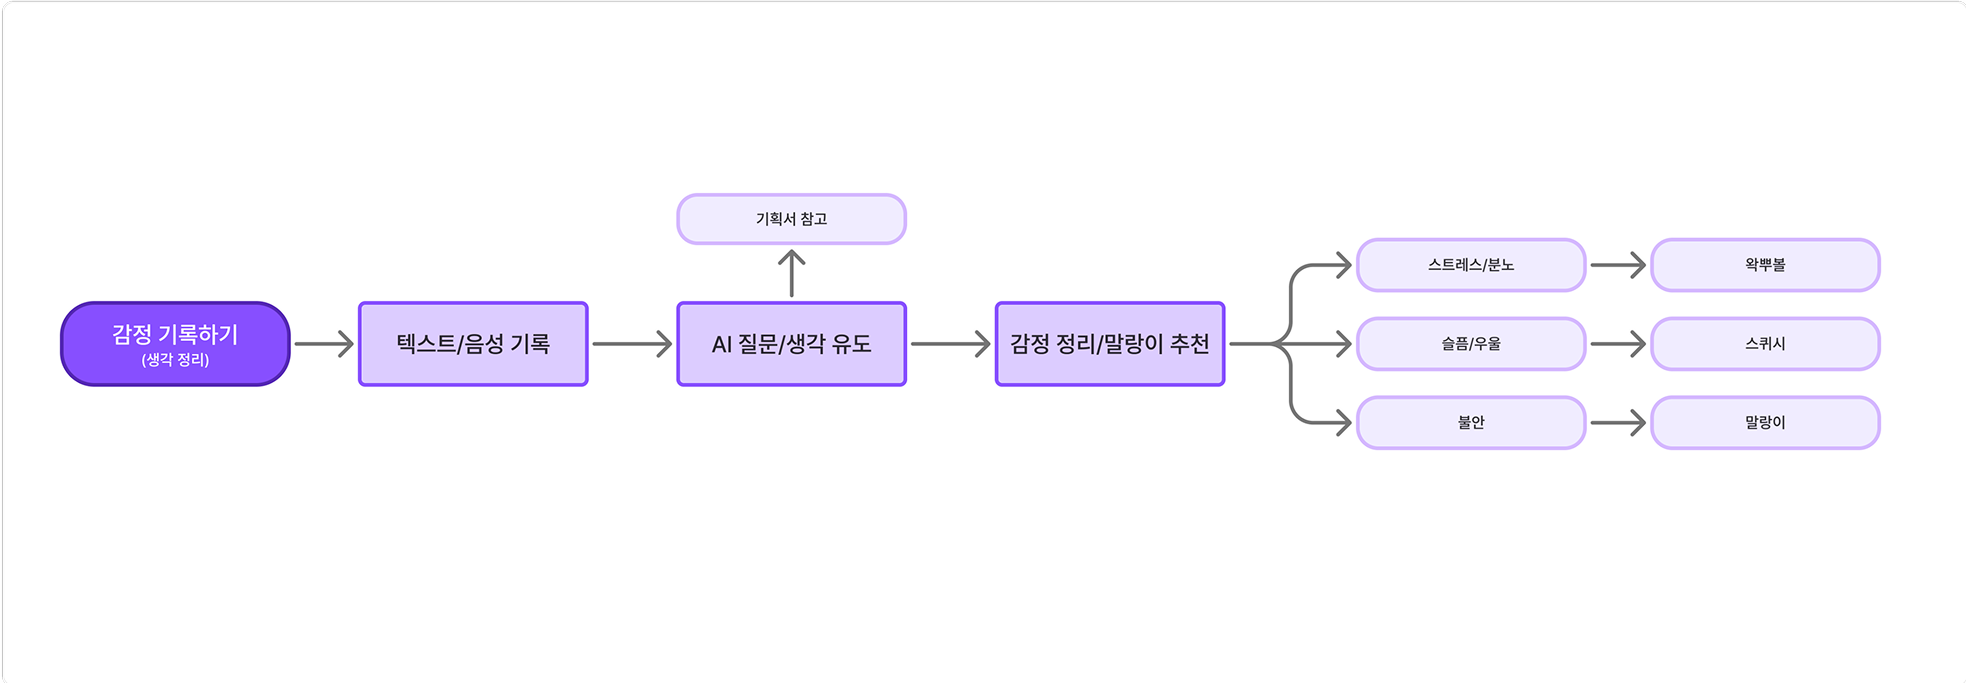 기획서 참고
감정 기록하기
(생각 정리)
텍스트/음성 기록
AI 질문/생각 유도
감정 정리/말랑이 추천
스트레스/분노
왁뿌볼
슬픔/우울
스퀴시
불안
말랑이